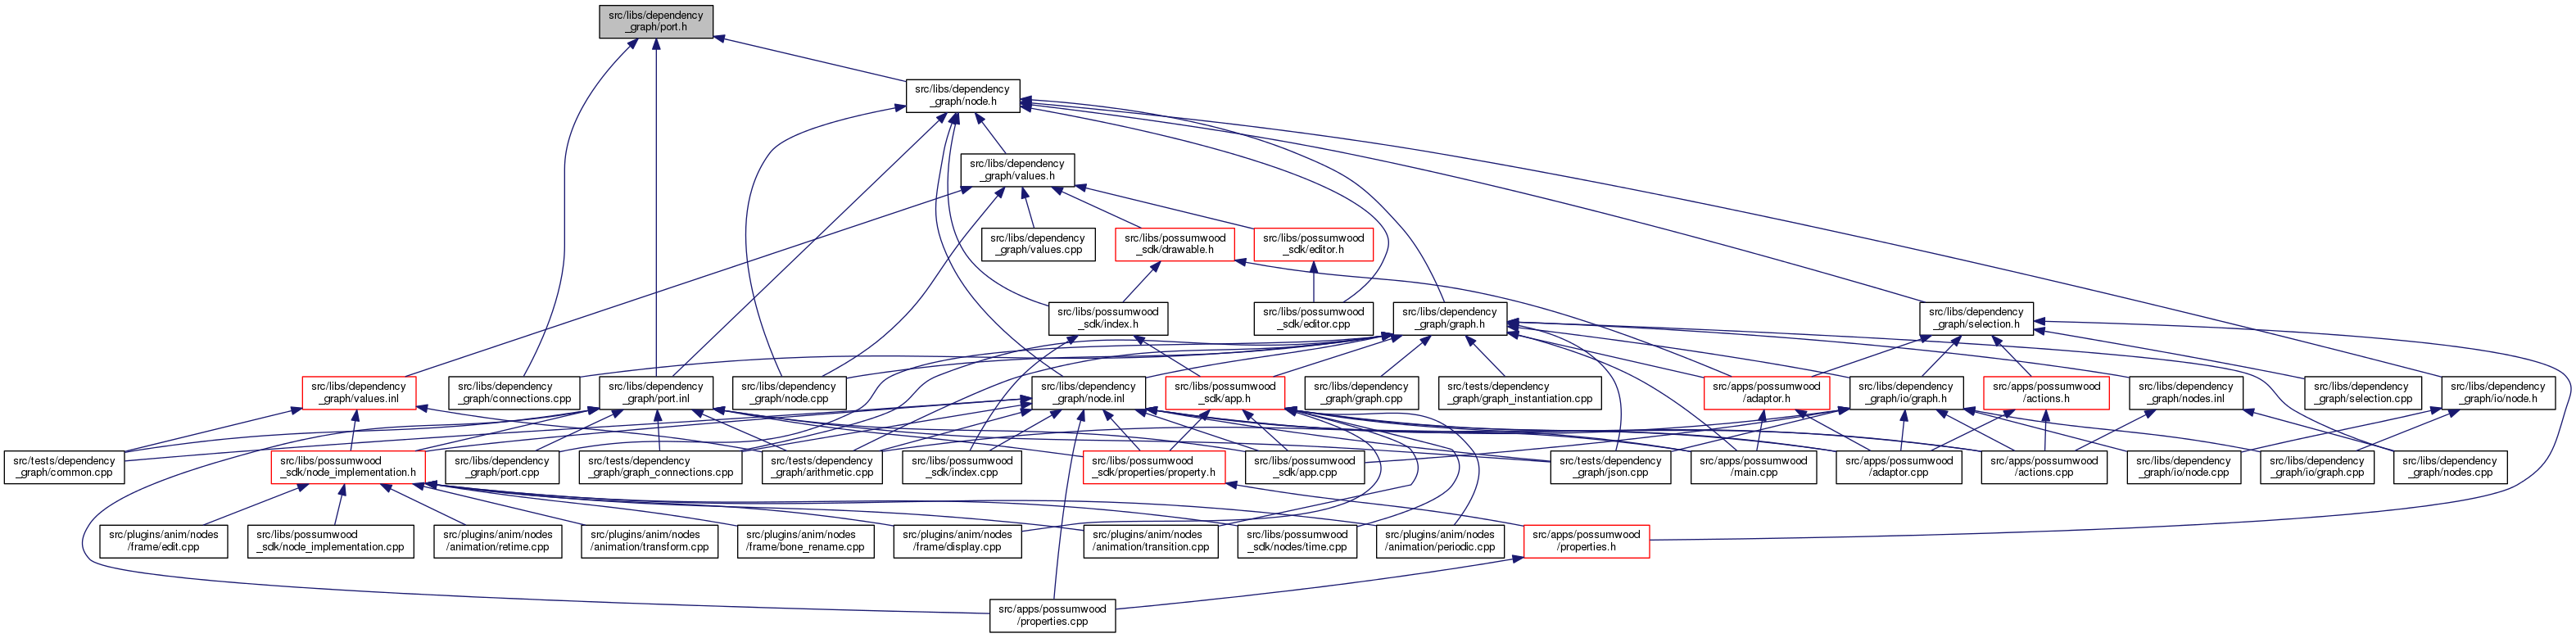 src/libs/dependency
_graph/port.h
src/libs/dependency
_graph/node.h
src/libs/dependency
_graph/values.h
src/libs/dependency
_graph/values.cpp
src/libs/possumwood
_sdk/drawable.h
src/libs/possumwood
_sdk/editor.h
src/libs/possumwood
_sdk/index.h
src/libs/possumwood
_sdk/editor.cpp
src/libs/dependency
_graph/graph.h
src/libs/dependency
_graph/selection.h
src/libs/dependency
_graph/values.inl
src/libs/dependency
_graph/connections.cpp
src/libs/dependency
_graph/port.inl
src/libs/dependency
_graph/node.cpp
src/libs/dependency
_graph/node.inl
src/libs/possumwood
_sdk/app.h
src/libs/dependency
_graph/graph.cpp
src/tests/dependency
_graph/graph_instantiation.cpp
src/apps/possumwood
/adaptor.h
src/libs/dependency
_graph/io/graph.h
src/apps/possumwood
/actions.h
src/libs/dependency
_graph/nodes.inl
src/libs/dependency
_graph/selection.cpp
src/libs/dependency
_graph/io/node.h
src/tests/dependency
_graph/common.cpp
src/libs/possumwood
_sdk/node_implementation.h
src/libs/dependency
_graph/port.cpp
src/tests/dependency
_graph/graph_connections.cpp
src/tests/dependency
_graph/arithmetic.cpp
src/libs/possumwood
_sdk/index.cpp
src/libs/possumwood
_sdk/properties/property.h
src/libs/possumwood
_sdk/app.cpp
src/tests/dependency
_graph/json.cpp
src/apps/possumwood
/main.cpp
src/apps/possumwood
/adaptor.cpp
src/apps/possumwood
/actions.cpp
src/libs/dependency
_graph/io/node.cpp
src/libs/dependency
_graph/io/graph.cpp
src/libs/dependency
_graph/nodes.cpp
src/plugins/anim/nodes
/frame/edit.cpp
src/libs/possumwood
_sdk/node_implementation.cpp
src/plugins/anim/nodes
/animation/retime.cpp
src/plugins/anim/nodes
/animation/transform.cpp
src/plugins/anim/nodes
/frame/bone_rename.cpp
src/plugins/anim/nodes
/frame/display.cpp
src/plugins/anim/nodes
/animation/transition.cpp
src/libs/possumwood
_sdk/nodes/time.cpp
src/plugins/anim/nodes
/animation/periodic.cpp
src/apps/possumwood
/properties.h
src/apps/possumwood
/properties.cpp